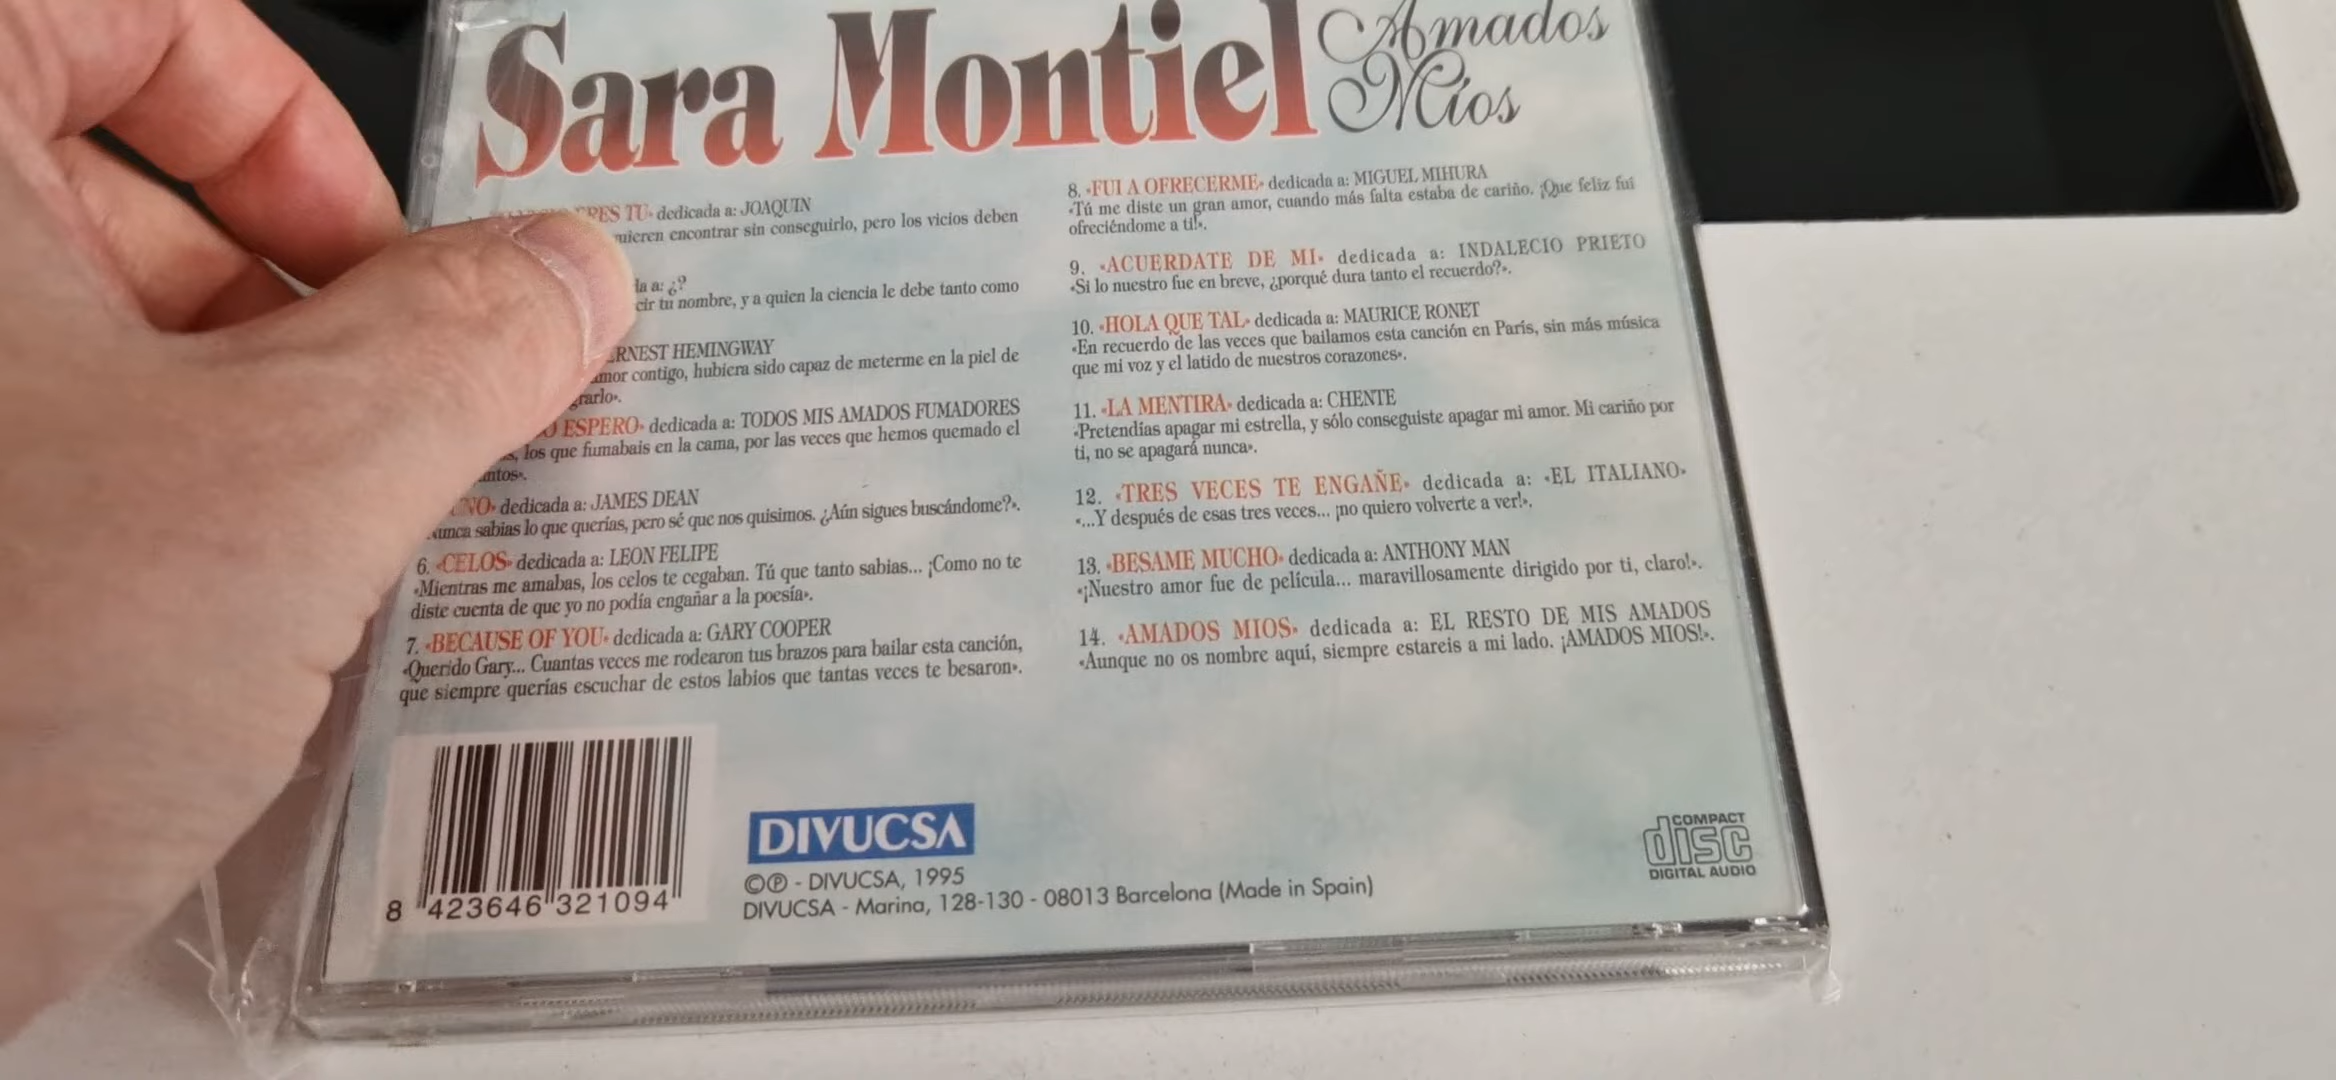 Sara Montiel
Amados
Míos
ERES TU» dedicada a: JOAQUIN
quieren encontrar sin conseguirlo, pero los vicios deben
a: ¿?
tu nombre, y a quien la ciencia le debe tanto como
ERNEST HEMINGWAY
amor contigo, hubiera sido capaz de meterme en la piel de
ESPERO» dedicada a: TODOS MIS AMADOS FUMADORES
los que fumabais en la cama, por las veces que hemos quemado el
dedicada a: JAMES DEAN
sabias lo que querías, pero sé que nos quisimos. ¿Aún sigues buscándome?».
6. «CELOS» dedicada a: LEON FELIPE
«Mientras me amabas, los celos te cegaban. Tú que tanto sabias... ¡Como no te
diste cuenta de que yo no podía engañar a la poesía».
7. «BECAUSE OF YOU» dedicada a: GARY COOPER
«Querido Gary... Cuantas veces me rodearon tus brazos para bailar esta canción,
que siempre querías escuchar de estos labios que tantas veces te besaron».
8. «FUI A OFRECERME» dedicada a: MIGUEL MIHURA
«Tú me diste un gran amor, cuando más falta estaba de cariño. ¡Que feliz fui
ofreciéndome a ti!».
9. «ACUERDATE DE MI» dedicada a: INDALECIO PRIETO
«Si lo nuestro fue en breve, ¿porqué dura tanto el recuerdo?».
10. «HOLA QUE TAL» dedicada a: MAURICE RONET
«En recuerdo de las veces que bailamos esta canción en París, sin más música
que mi voz y el latido de nuestros corazones».
11. «LA MENTIRA» dedicada a: CHENTE
«Pretendías apagar mi estrella, y sólo conseguiste apagar mi amor. Mi cariño por
ti, no se apagará nunca».
12. «TRES VECES TE ENGAÑE» dedicada a: «EL ITALIANO»
«...Y después de esas tres veces... ¡no quiero volverte a ver!».
13. «BESAME MUCHO» dedicada a: ANTHONY MAN
«¡Nuestro amor fue de película... maravillosamente dirigido por ti, claro!».
14. «AMADOS MIOS» dedicada a: EL RESTO DE MIS AMADOS
«Aunque no os nombre aquí, siempre estareis a mi lado. ¡AMADOS MIOS!».
8 423646 321094
DIVUCSA
©℗ - DIVUCSA, 1995
DIVUCSA - Marina, 128-130 - 08013 Barcelona (Made in Spain)
COMPACT
disc
DIGITAL AUDIO